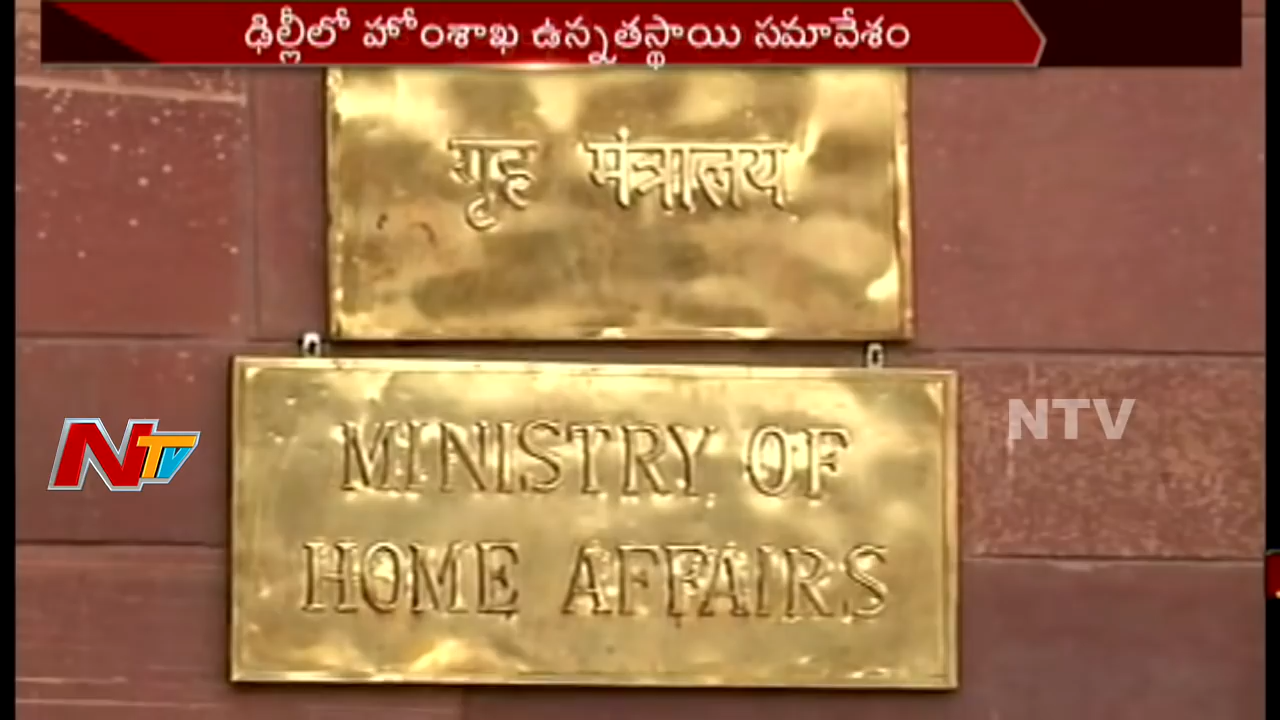 ఢిల్లీలో హోంశాఖ ఉన్నతస్థాయి సమావేశం
गृह मंत्रालय
MINISTRY OF
HOME AFFAIRS
NTV
NTV